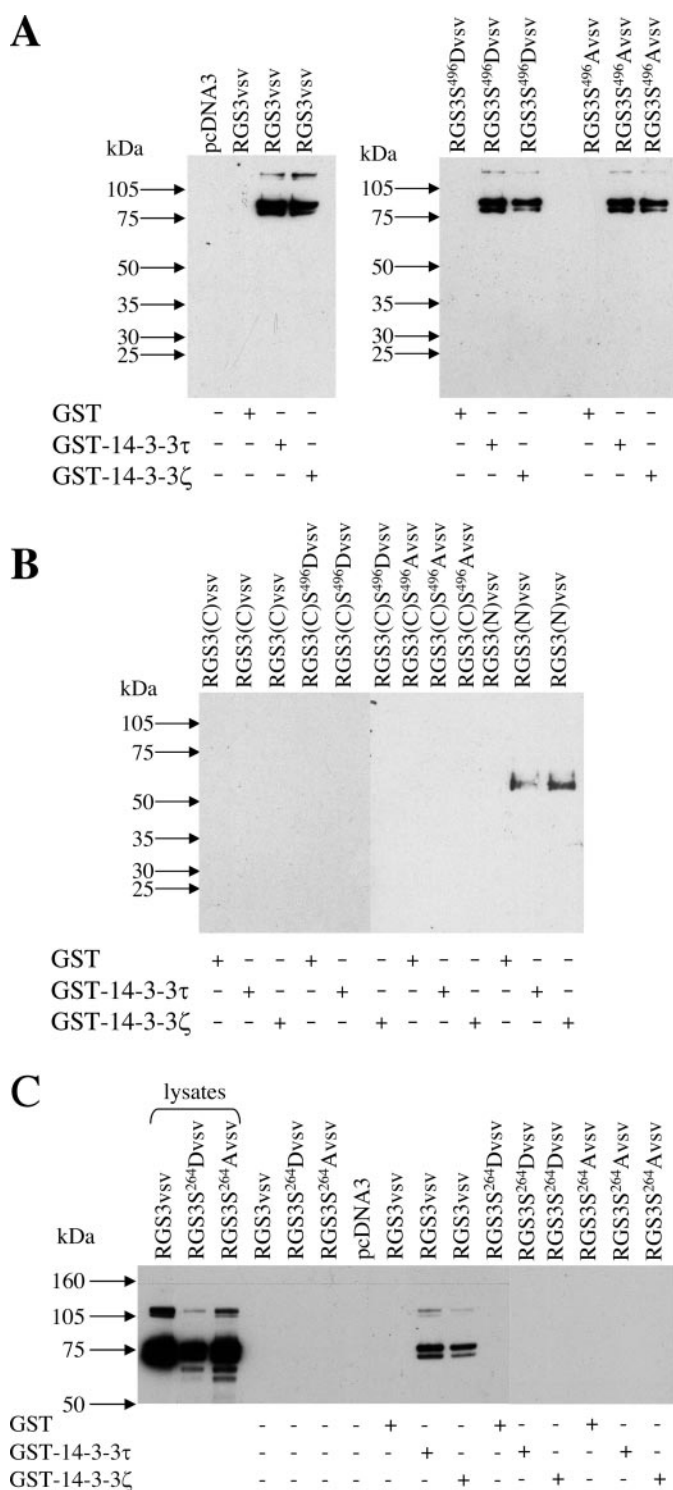 A
pcDNA3 RGS3vsv RGS3vsv RGS3vsv RGS3S⁴⁹⁶Dvsv RGS3S⁴⁹⁶Dvsv RGS3S⁴⁹⁶Dvsv RGS3S⁴⁹⁶Avsv RGS3S⁴⁹⁶Avsv RGS3S⁴⁹⁶Avsv
kDa kDa
105 105
75 75
50 50
35 35
30 30
25 25
GST - + - - + - - + - -
GST-14-3-3τ - - + - - + - - + -
GST-14-3-3ζ - - - + - - + - - +
B
RGS3(C)vsv RGS3(C)vsv RGS3(C)vsv RGS3(C)S⁴⁹⁶Dvsv RGS3(C)S⁴⁹⁶Dvsv RGS3(C)S⁴⁹⁶Dvsv RGS3(C)S⁴⁹⁶Avsv RGS3(C)S⁴⁹⁶Avsv RGS3(C)S⁴⁹⁶Avsv RGS3(N)vsv RGS3(N)vsv RGS3(N)vsv
kDa
105
75
50
35
30
25
GST + - - + - - + - - + - -
GST-14-3-3τ - + - - + - - + - - + -
GST-14-3-3ζ - - + - - + - - + - - +
C
lysates
RGS3vsv RGS3S²⁶⁴Dvsv RGS3S²⁶⁴Avsv RGS3vsv RGS3S²⁶⁴Dvsv RGS3S²⁶⁴Avsv pcDNA3 RGS3vsv RGS3vsv RGS3vsv RGS3S²⁶⁴Dvsv RGS3S²⁶⁴Dvsv RGS3S²⁶⁴Dvsv RGS3S²⁶⁴Avsv RGS3S²⁶⁴Avsv RGS3S²⁶⁴Avsv
kDa
160
105
75
50
GST - - - - + - - + - - + - -
GST-14-3-3τ - - - - - + - - + - - + -
GST-14-3-3ζ - - - - - - + - - + - - +